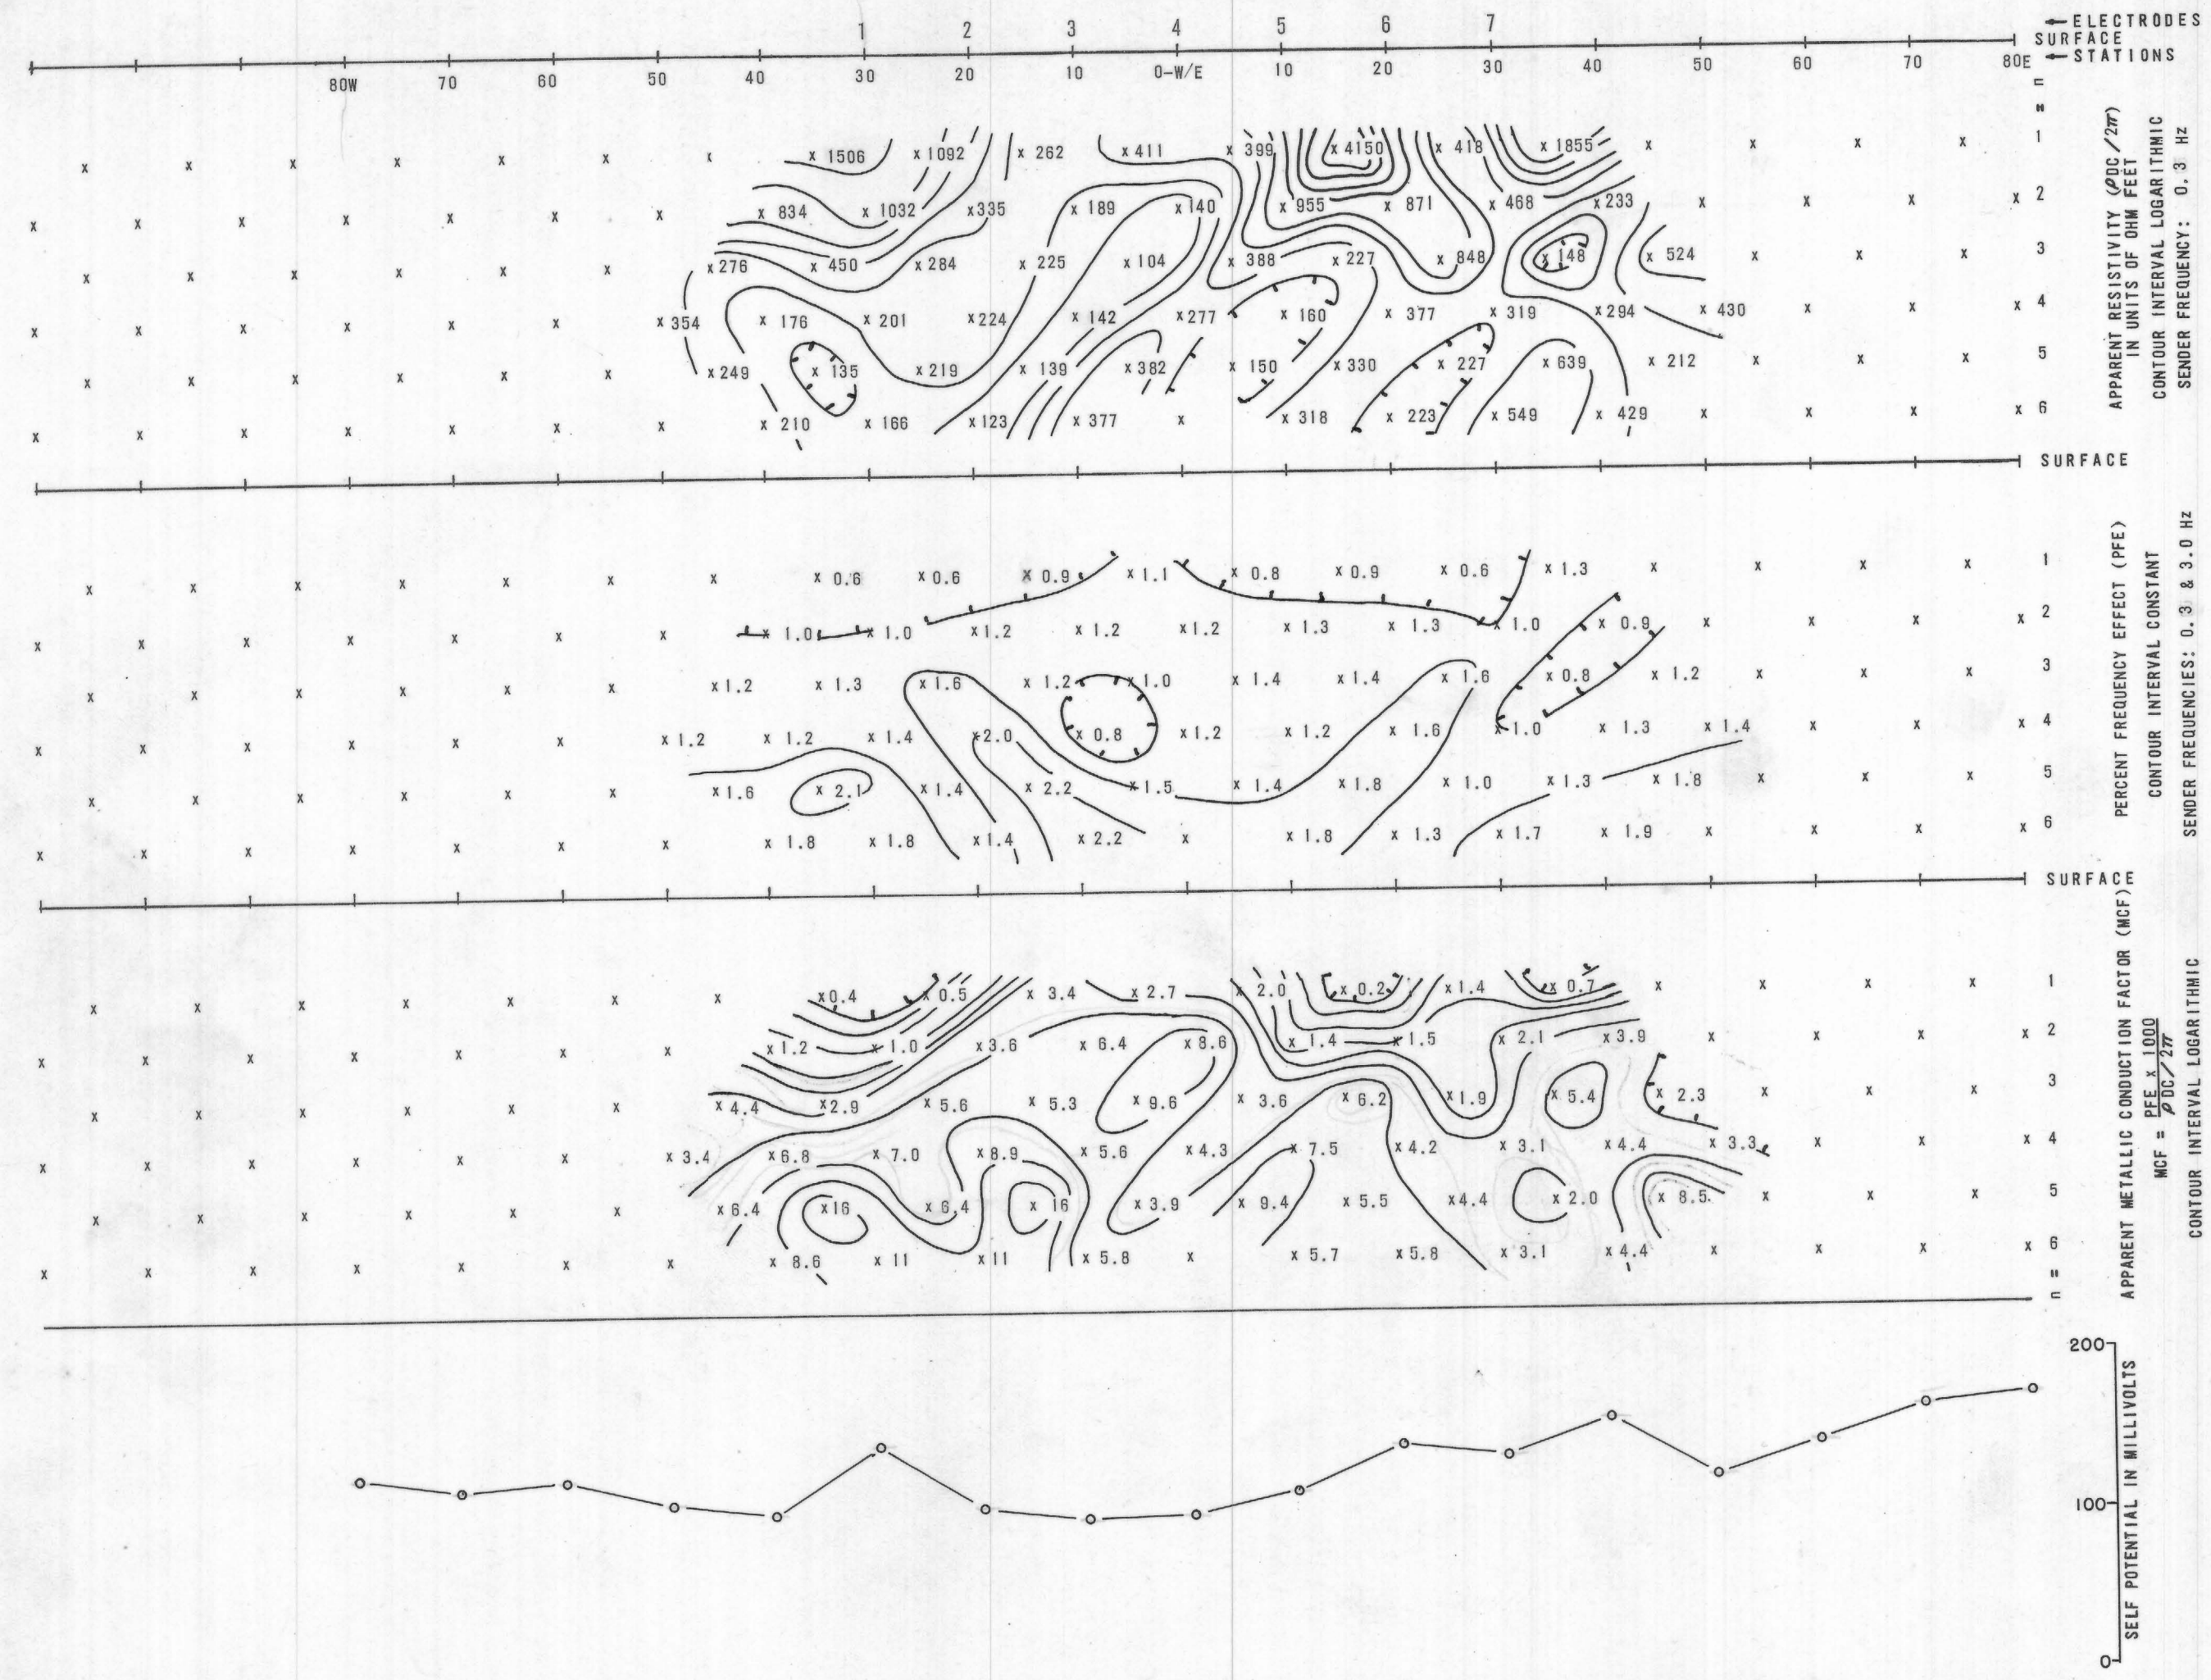 1 2 3 4 5 6 7 ←ELECTRODES
SURFACE
←STATIONS
80W 70 60 50 40 30 20 10 0-W/E 10 20 30 40 50 60 70 80E
n =
x 1506 x 1092 x 262 x 411 x 399 x 4150 x 418 x 1855 1
x 834 x 1032 x 335 x 189 x 140 x 955 x 871 x 468 x 233 2
x 276 x 450 x 284 x 225 x 104 x 388 x 227 x 848 x 148 x 524 3
x 354 x 176 x 201 x 224 x 142 x 277 x 160 x 377 x 319 x 294 x 430 4
x 249 x 135 x 219 x 139 x 382 x 150 x 330 x 227 x 639 x 212 5
x 210 x 166 x 123 x 377 x x 318 x 223 x 549 x 429 6
APPARENT RESISTIVITY (ρDC/2π)
IN UNITS OF OHM FEET
CONTOUR INTERVAL LOGARITHMIC
SENDER FREQUENCY: 0.3 Hz
SURFACE
x 0.6 x 0.6 x 0.9 x 1.1 x 0.8 x 0.9 x 0.6 x 1.3 1
x 1.0 x 1.0 x 1.2 x 1.2 x 1.2 x 1.3 x 1.3 x 1.0 x 0.9 2
x 1.2 x 1.3 x 1.6 x 1.2 x 1.0 x 1.4 x 1.4 x 1.6 x 0.8 x 1.2 3
x 1.2 x 1.2 x 1.4 x 2.0 x 0.8 x 1.2 x 1.2 x 1.6 x 1.0 x 1.3 x 1.4 4
x 1.6 x 2.1 x 1.4 x 2.2 x 1.5 x 1.4 x 1.8 x 1.0 x 1.3 x 1.8 5
x 1.8 x 1.8 x 1.4 x 2.2 x x 1.8 x 1.3 x 1.7 x 1.9 6
PERCENT FREQUENCY EFFECT (PFE)
CONTOUR INTERVAL CONSTANT
SENDER FREQUENCIES: 0.3 & 3.0 Hz
SURFACE
x 0.4 x 0.5 x 3.4 x 2.7 x 2.0 x 0.2 x 1.4 x 0.7 1
x 1.2 x 1.0 x 3.6 x 6.4 x 8.6 x 1.4 x 1.5 x 2.1 x 3.9 2
x 4.4 x 2.9 x 5.6 x 5.3 x 9.6 x 3.6 x 6.2 x 1.9 x 5.4 x 2.3 3
x 3.4 x 6.8 x 7.0 x 8.9 x 5.6 x 4.3 x 7.5 x 4.2 x 3.1 x 4.4 x 3.3 4
x 6.4 x 16 x 6.4 x 16 x 3.9 x 9.4 x 5.5 x 4.4 x 2.0 x 8.5 5
x 8.6 x 11 x 11 x 5.8 x x 5.7 x 5.8 x 3.1 x 4.4 6
n =
APPARENT METALLIC CONDUCTION FACTOR (MCF)
MCF = PFE x 1000
ρDC/2π
CONTOUR INTERVAL LOGARITHMIC
200
100
0
SELF POTENTIAL IN MILLIVOLTS